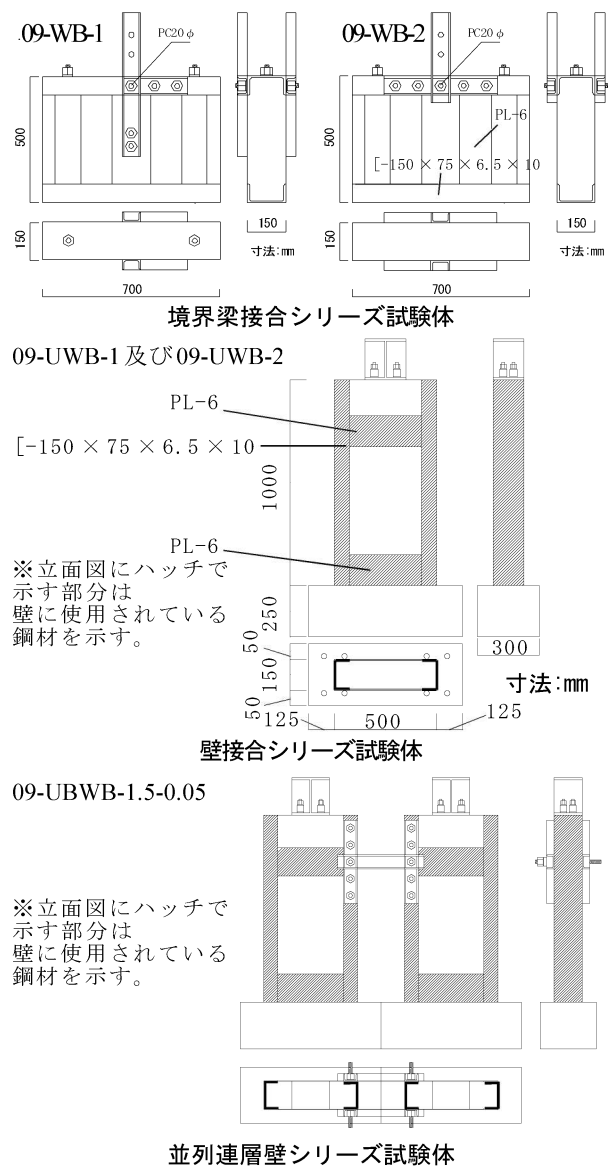 .09-WB-1
PC20φ
500
150
700
150
寸法:mm
09-WB-2
PC20φ
PL-6
[-150 × 75 × 6.5 × 10
500
150
700
150
寸法:mm
境界梁接合シリーズ試験体
09-UWB-1 及び 09-UWB-2
PL-6
[-150 × 75 × 6.5 × 10
1000
PL-6
※立面図にハッチで
示す部分は
壁に使用されている
鋼材を示す。
250
50
150
50
125
500
125
300
寸法:mm
壁接合シリーズ試験体
09-UBWB-1.5-0.05
※立面図にハッチで
示す部分は
壁に使用されている
鋼材を示す。
並列連層壁シリーズ試験体